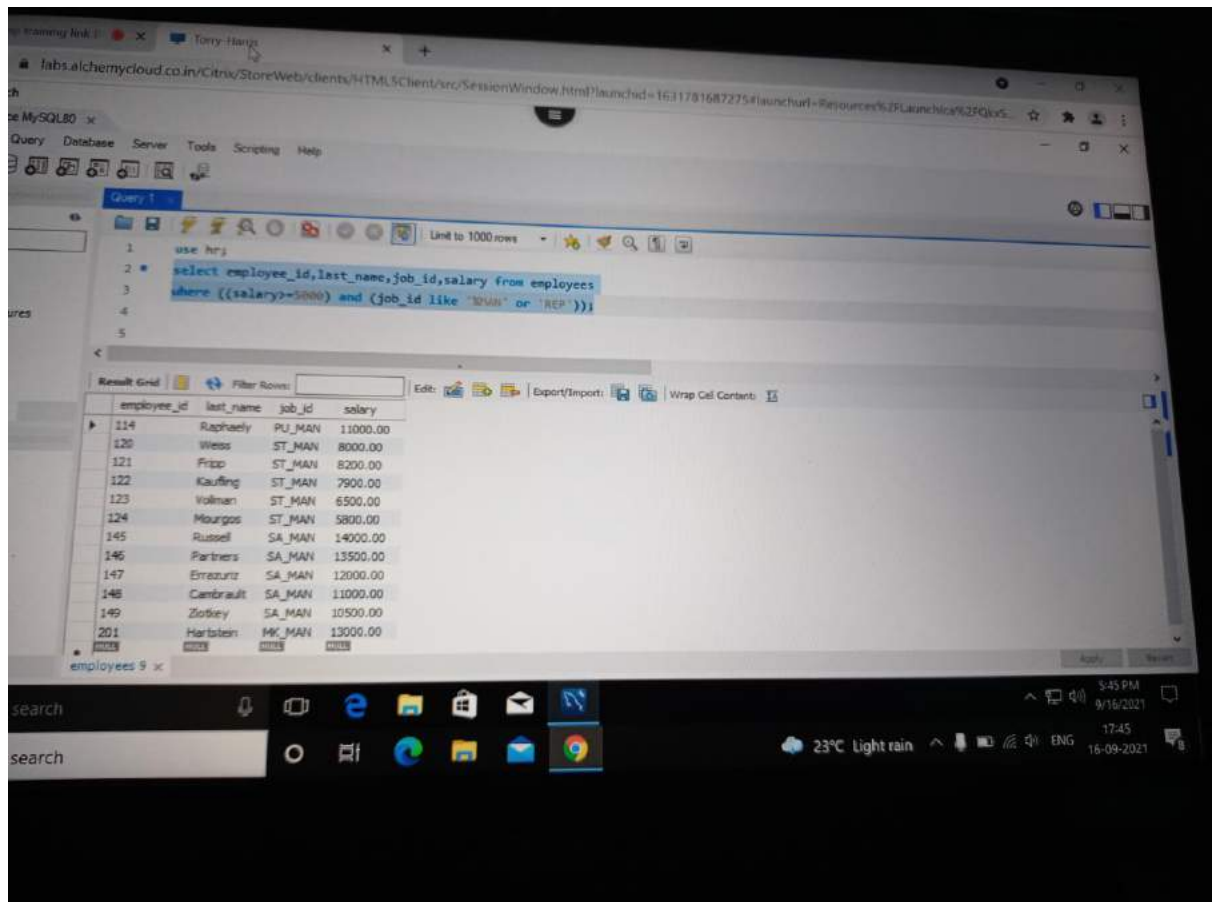 Torry Harris
labs.alchemycloud.co.in/Citrix/StoreWeb/clients/HTML5Client/src/SessionWindow.html?launchid=1631781687275#launchurl=Resources%2FLaunchIca%2FQkxS...
MySQL80
Query Database Server Tools Scripting Help
Query 1
Limit to 1000 rows
1 use hr;
2 select employee_id,last_name,job_id,salary from employees
3 where ((salary>=5000) and (job_id like '%MAN' or 'REP'));
4
5
Result Grid Filter Rows: Edit: Export/Import: Wrap Cell Content:
employee_id last_name job_id salary
114 Raphaely PU_MAN 11000.00
120 Weiss ST_MAN 8000.00
121 Fripp ST_MAN 8200.00
122 Kaufling ST_MAN 7900.00
123 Vollman ST_MAN 6500.00
124 Mourgos ST_MAN 5800.00
145 Russell SA_MAN 14000.00
146 Partners SA_MAN 13500.00
147 Errazuriz SA_MAN 12000.00
148 Cambrault SA_MAN 11000.00
149 Zlotkey SA_MAN 10500.00
201 Hartstein MK_MAN 13000.00
NULL NULL NULL NULL
employees 9
Apply Revert
search
5:45 PM
9/16/2021
search
23°C Light rain
ENG
17:45
16-09-2021